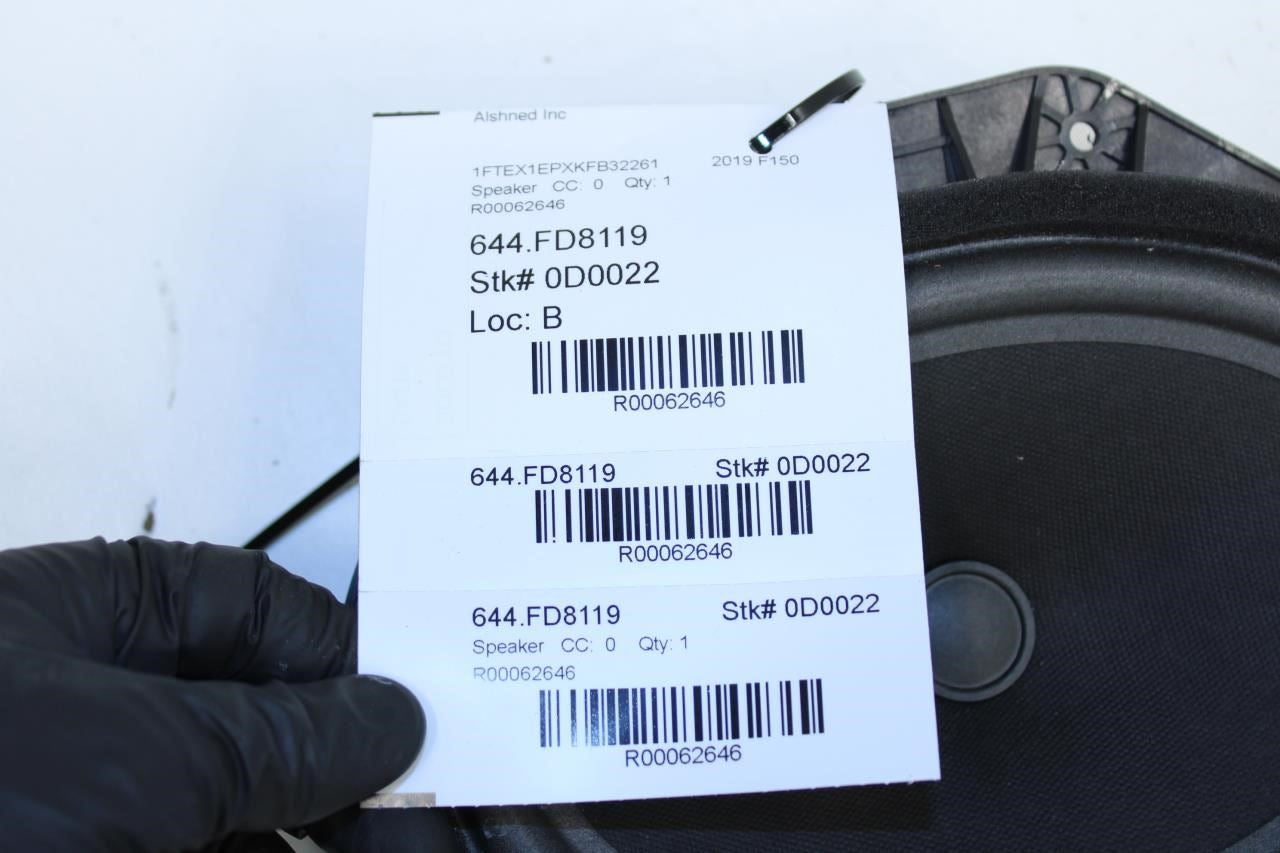 Alshned Inc
1FTEX1EPXKFB32261 2019 F150
Speaker CC: 0 Qty: 1
R00062646
644.FD8119
Stk# 0D0022
Loc: B
R00062646
644.FD8119 Stk# 0D0022
R00062646
644.FD8119 Stk# 0D0022
Speaker CC: 0 Qty: 1
R00062646
R00062646